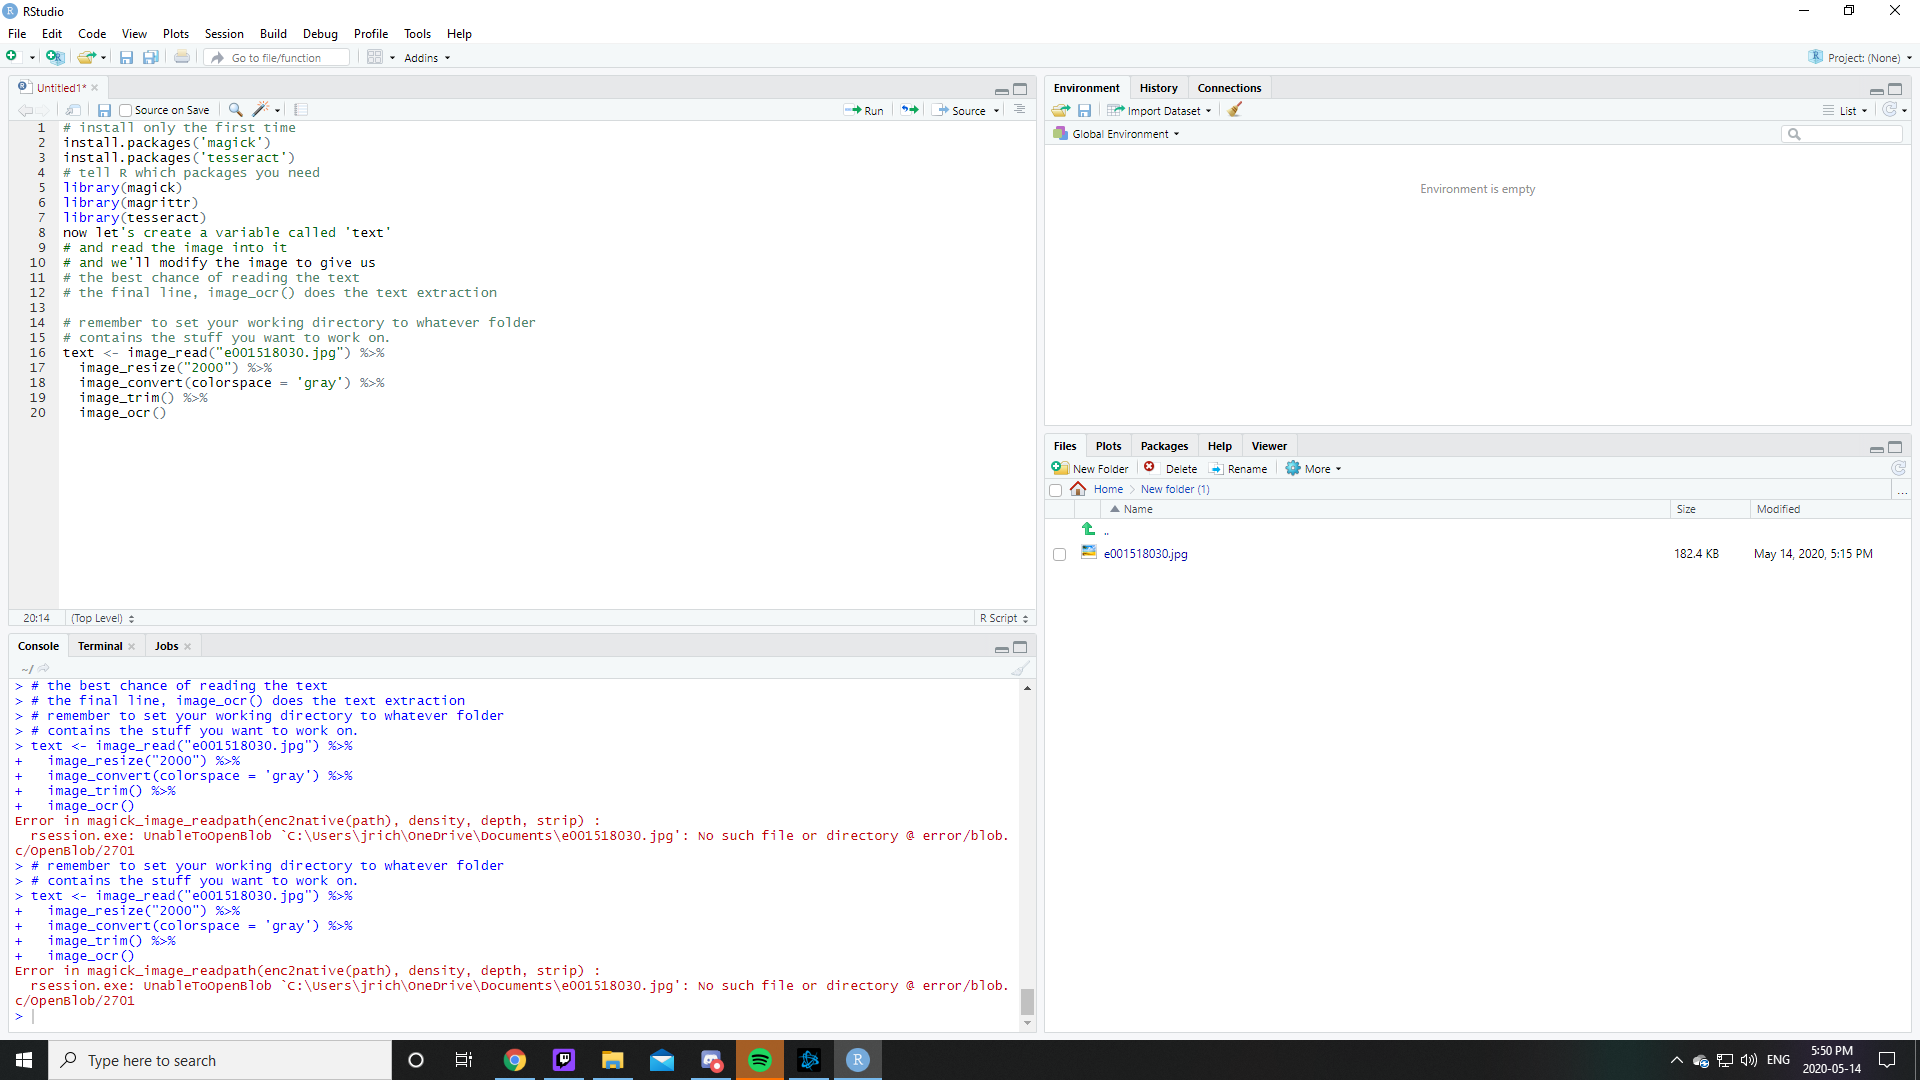 RStudio
File Edit Code View Plots Session Build Debug Profile Tools Help
Go to file/function Addins Project: (None)
Untitled1*
Source on Save Run Source
1 # install only the first time
2 install.packages('magick')
3 install.packages('tesseract')
4 # tell R which packages you need
5 library(magick)
6 library(magrittr)
7 library(tesseract)
8 now let's create a variable called 'text'
9 # and read the image into it
10 # and we'll modify the image to give us
11 # the best chance of reading the text
12 # the final line, image_ocr() does the text extraction
13
14 # remember to set your working directory to whatever folder
15 # contains the stuff you want to work on.
16 text <- image_read("e001518030.jpg") %>%
17   image_resize("2000") %>%
18   image_convert(colorspace = 'gray') %>%
19   image_trim() %>%
20   image_ocr()
20:14 (Top Level) R Script
Console Terminal Jobs
~/
> # the best chance of reading the text
> # the final line, image_ocr() does the text extraction
> # remember to set your working directory to whatever folder
> # contains the stuff you want to work on.
> text <- image_read("e001518030.jpg") %>%
+   image_resize("2000") %>%
+   image_convert(colorspace = 'gray') %>%
+   image_trim() %>%
+   image_ocr()
Error in magick_image_readpath(enc2native(path), density, depth, strip) :
  rsession.exe: UnableToOpenBlob `C:\Users\jrich\OneDrive\Documents\e001518030.jpg': No such file or directory @ error/blob.
c/OpenBlob/2701
> # remember to set your working directory to whatever folder
> # contains the stuff you want to work on.
> text <- image_read("e001518030.jpg") %>%
+   image_resize("2000") %>%
+   image_convert(colorspace = 'gray') %>%
+   image_trim() %>%
+   image_ocr()
Error in magick_image_readpath(enc2native(path), density, depth, strip) :
  rsession.exe: UnableToOpenBlob `C:\Users\jrich\OneDrive\Documents\e001518030.jpg': No such file or directory @ error/blob.
c/OpenBlob/2701
>
Environment History Connections
Import Dataset List
Global Environment
Environment is empty
Files Plots Packages Help Viewer
New Folder Delete Rename More
Home New folder (1) ...
Name Size Modified
..
e001518030.jpg 182.4 KB May 14, 2020, 5:15 PM
Type here to search
ENG
5:50 PM
2020-05-14